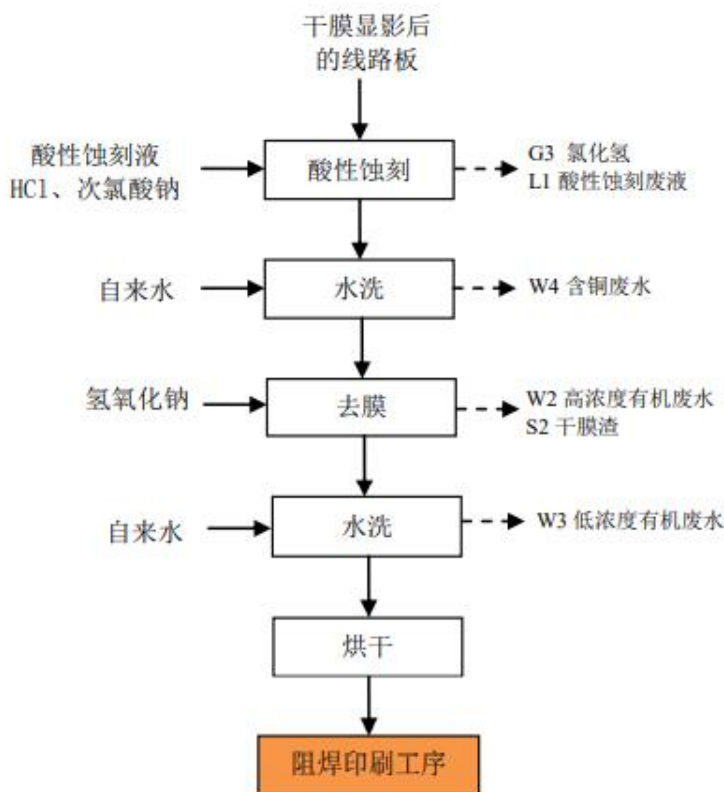 干膜显影后
的线路板
酸性蚀刻液
HCl、次氯酸钠
酸性蚀刻
G3 氯化氢
L1 酸性蚀刻废液
自来水
水洗
W4 含铜废水
氢氧化钠
去膜
W2 高浓度有机废水
S2 干膜渣
自来水
水洗
W3 低浓度有机废水
烘干
阻焊印刷工序